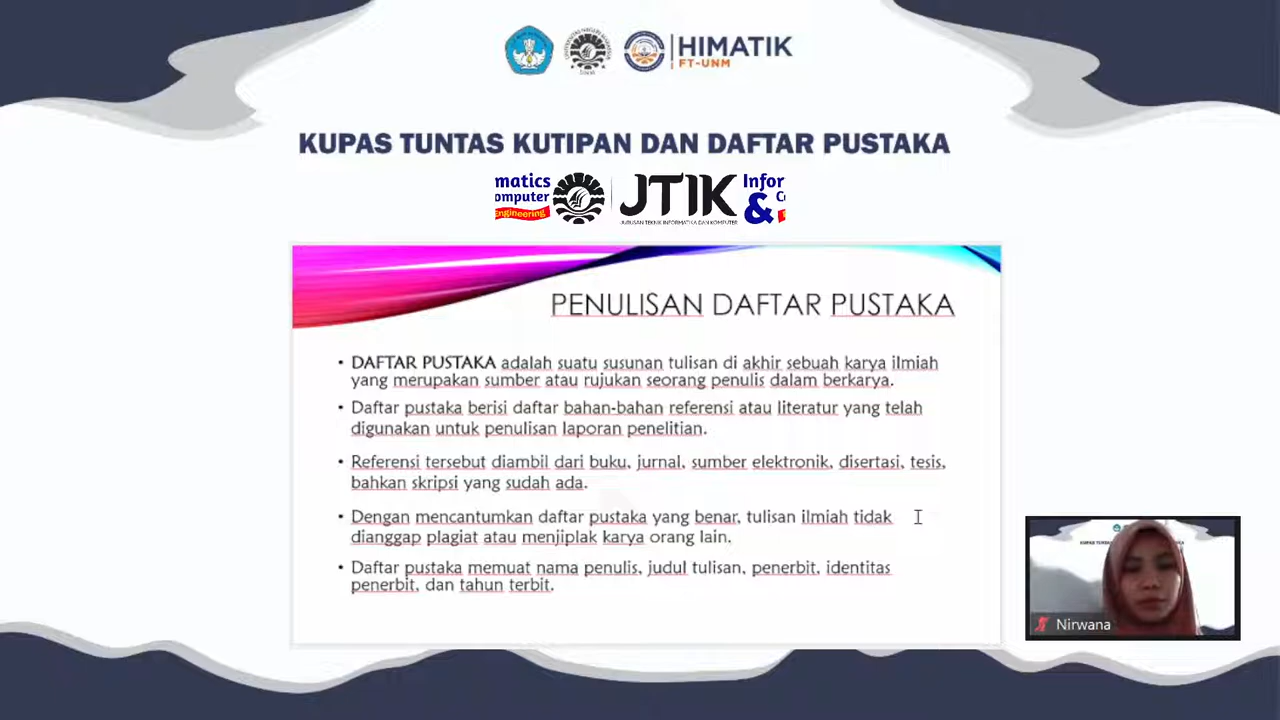 HIMATIK
FT-UNM
KUPAS TUNTAS KUTIPAN DAN DAFTAR PUSTAKA
matics
omputer
Engineering
JTIK
JURUSAN TEKNIK INFORMATIKA DAN KOMPUTER
Infor
&
PENULISAN DAFTAR PUSTAKA
• DAFTAR PUSTAKA adalah suatu susunan tulisan di akhir sebuah karya ilmiah
yang merupakan sumber atau rujukan seorang penulis dalam berkarya.
• Daftar pustaka berisi daftar bahan-bahan referensi atau literatur yang telah
digunakan untuk penulisan laporan penelitian.
• Referensi tersebut diambil dari buku, jurnal, sumber elektronik, disertasi, tesis,
bahkan skripsi yang sudah ada.
• Dengan mencantumkan daftar pustaka yang benar, tulisan ilmiah tidak
dianggap plagiat atau menjiplak karya orang lain.
• Daftar pustaka memuat nama penulis, judul tulisan, penerbit, identitas
penerbit, dan tahun terbit.
Nirwana